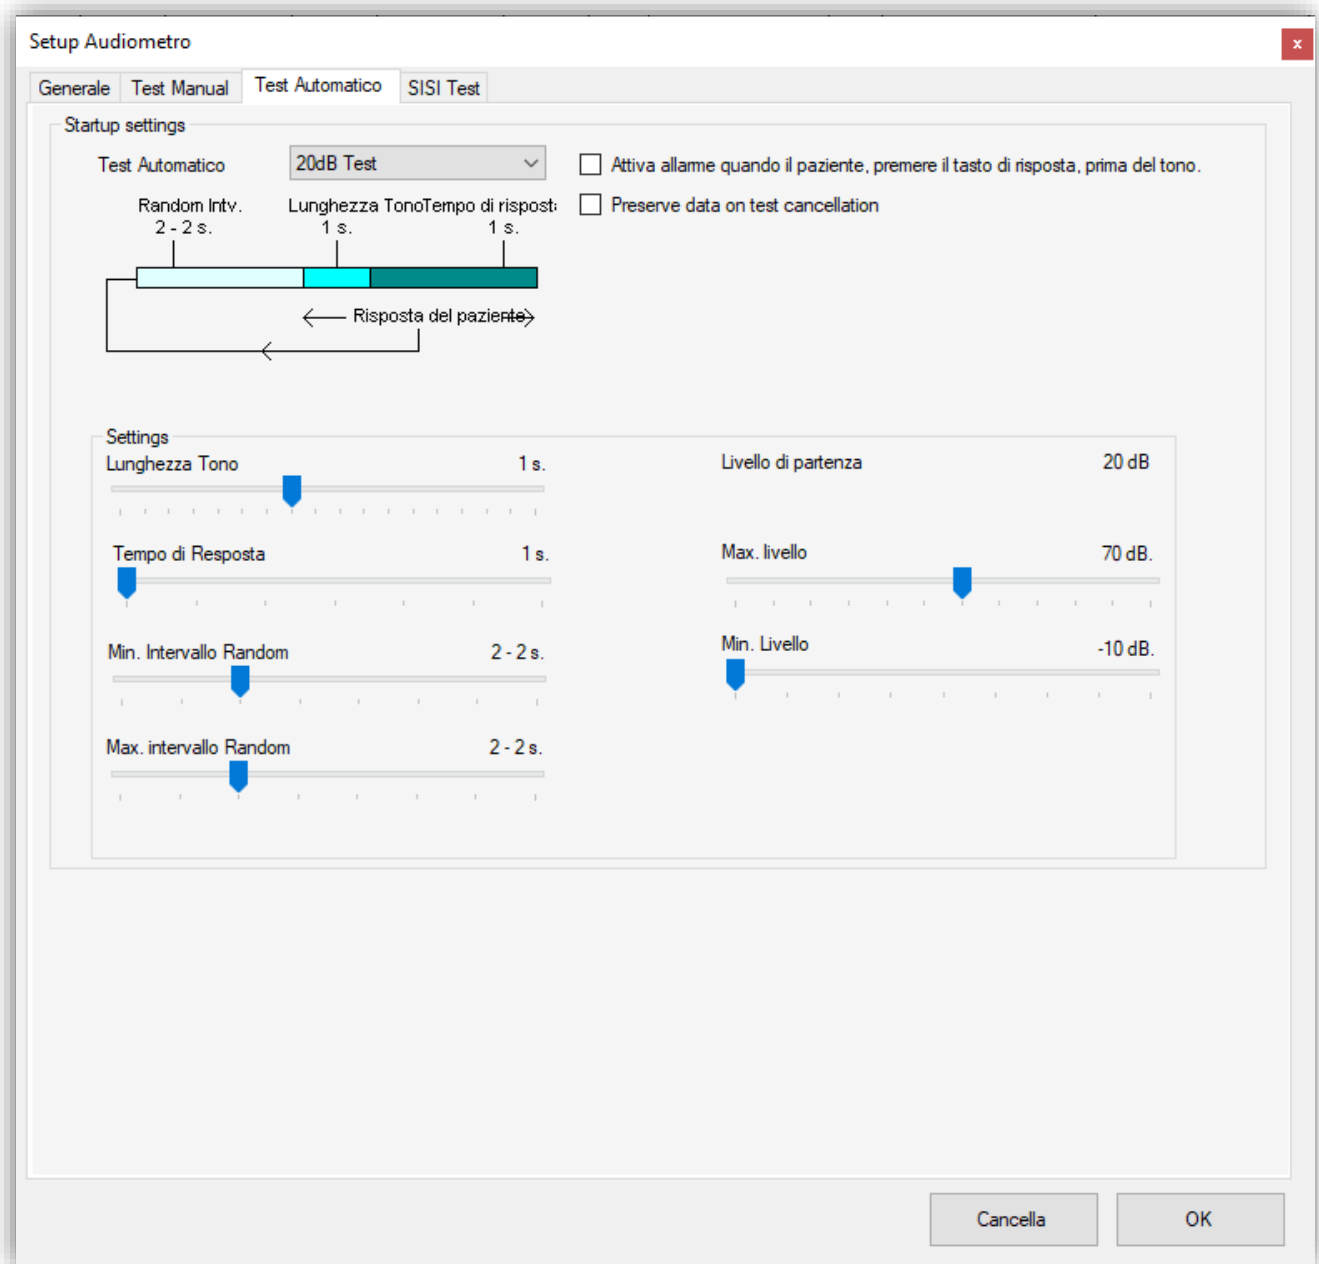 Setup Audiometro
x
Generale Test Manual Test Automatico SISI Test
Startup settings
Test Automatico 20dB Test Attiva allarme quando il paziente, premere il tasto di risposta, prima del tono.
Random Intv. Lunghezza TonoTempo di rispost Preserve data on test cancellation
2 - 2 s. 1 s. 1 s.
Risposta del paziente
Settings
Lunghezza Tono 1 s. Livello di partenza 20 dB
Tempo di Resposta 1 s. Max. livello 70 dB.
Min. Intervallo Random 2 - 2 s. Min. Livello -10 dB.
Max. intervallo Random 2 - 2 s.
Cancella OK